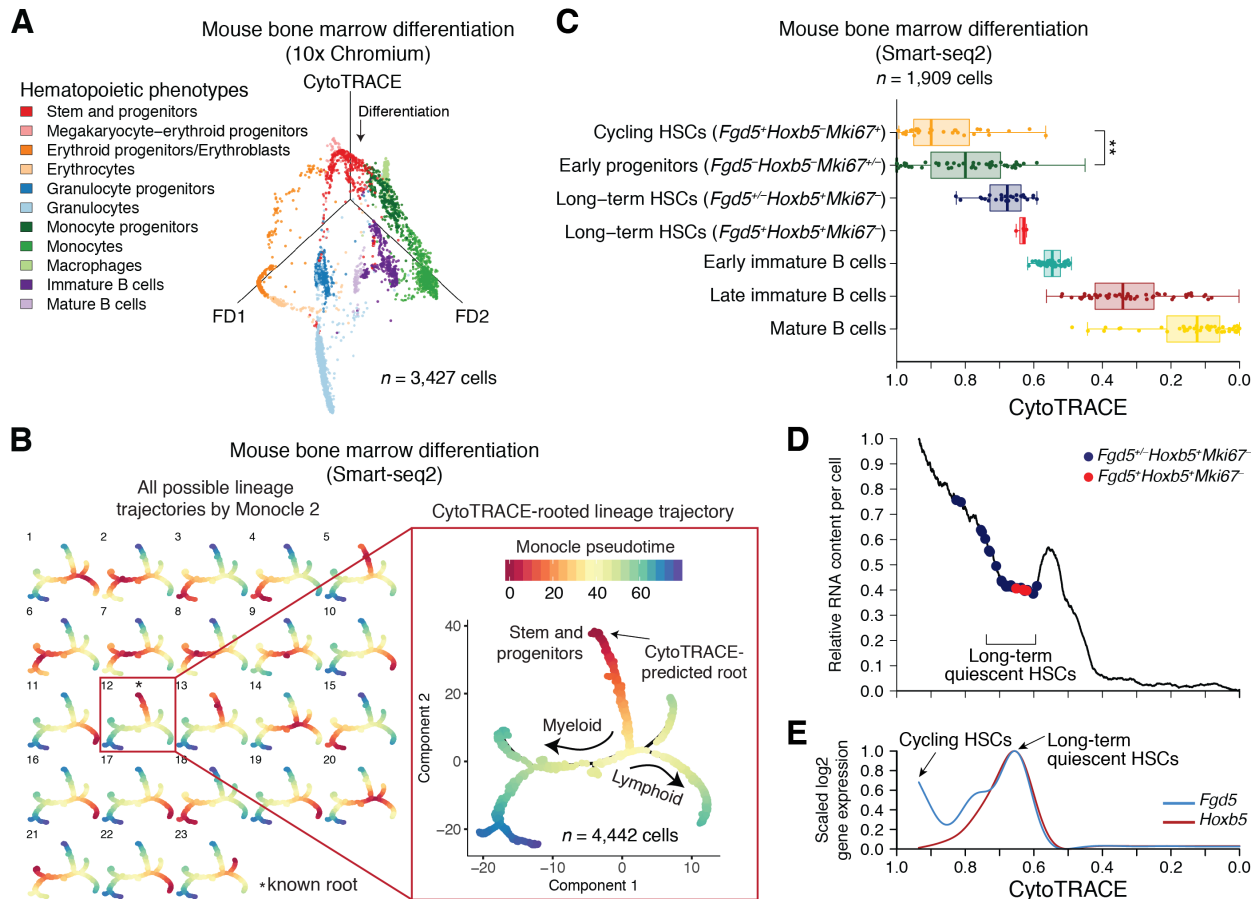 A
Mouse bone marrow differentiation
(10x Chromium)
CytoTRACE
Differentiation
Hematopoietic phenotypes
Stem and progenitors
Megakaryocyte−erythroid progenitors
Erythroid progenitors/Erythroblasts
Erythrocytes
Granulocyte progenitors
Granulocytes
Monocyte progenitors
Monocytes
Macrophages
Immature B cells
Mature B cells
FD1
FD2
n = 3,427 cells
B
Mouse bone marrow differentiation
(Smart-seq2)
All possible lineage
trajectories by Monocle 2
1 2 3 4 5
6 7 8 9 10
11 12 * 13 14 15
16 17 18 19 20
21 22 23
*known root
CytoTRACE-rooted lineage trajectory
Monocle pseudotime
0 20 40 60
Stem and
progenitors
CytoTRACE-
predicted root
Myeloid
Lymphoid
n = 4,442 cells
Component 2
40
20
0
−20
−20 −10 0 10
Component 1
C
Mouse bone marrow differentiation
(Smart-seq2)
n = 1,909 cells
Cycling HSCs (Fgd5⁺Hoxb5⁻Mki67⁺)
Early progenitors (Fgd5⁻Hoxb5⁻Mki67⁺/⁻)
Long−term HSCs (Fgd5⁺/⁻Hoxb5⁺Mki67⁻)
Long−term HSCs (Fgd5⁺Hoxb5⁺Mki67⁻)
Early immature B cells
Late immature B cells
Mature B cells
**
1.0 0.8 0.6 0.4 0.2 0.0
CytoTRACE
D
Relative RNA content per cell
1.0
0.9
0.8
0.7
0.6
0.5
0.4
0.3
0.2
0.1
0.0
Fgd5⁺/⁻Hoxb5⁺Mki67⁻
Fgd5⁺Hoxb5⁺Mki67⁻
Long-term
quiescent HSCs
E
Scaled log2
gene expression
1.0
0.8
0.6
0.4
0.2
0.0
Cycling HSCs
Long-term
quiescent HSCs
Fgd5
Hoxb5
1.0 0.8 0.6 0.4 0.2 0.0
CytoTRACE